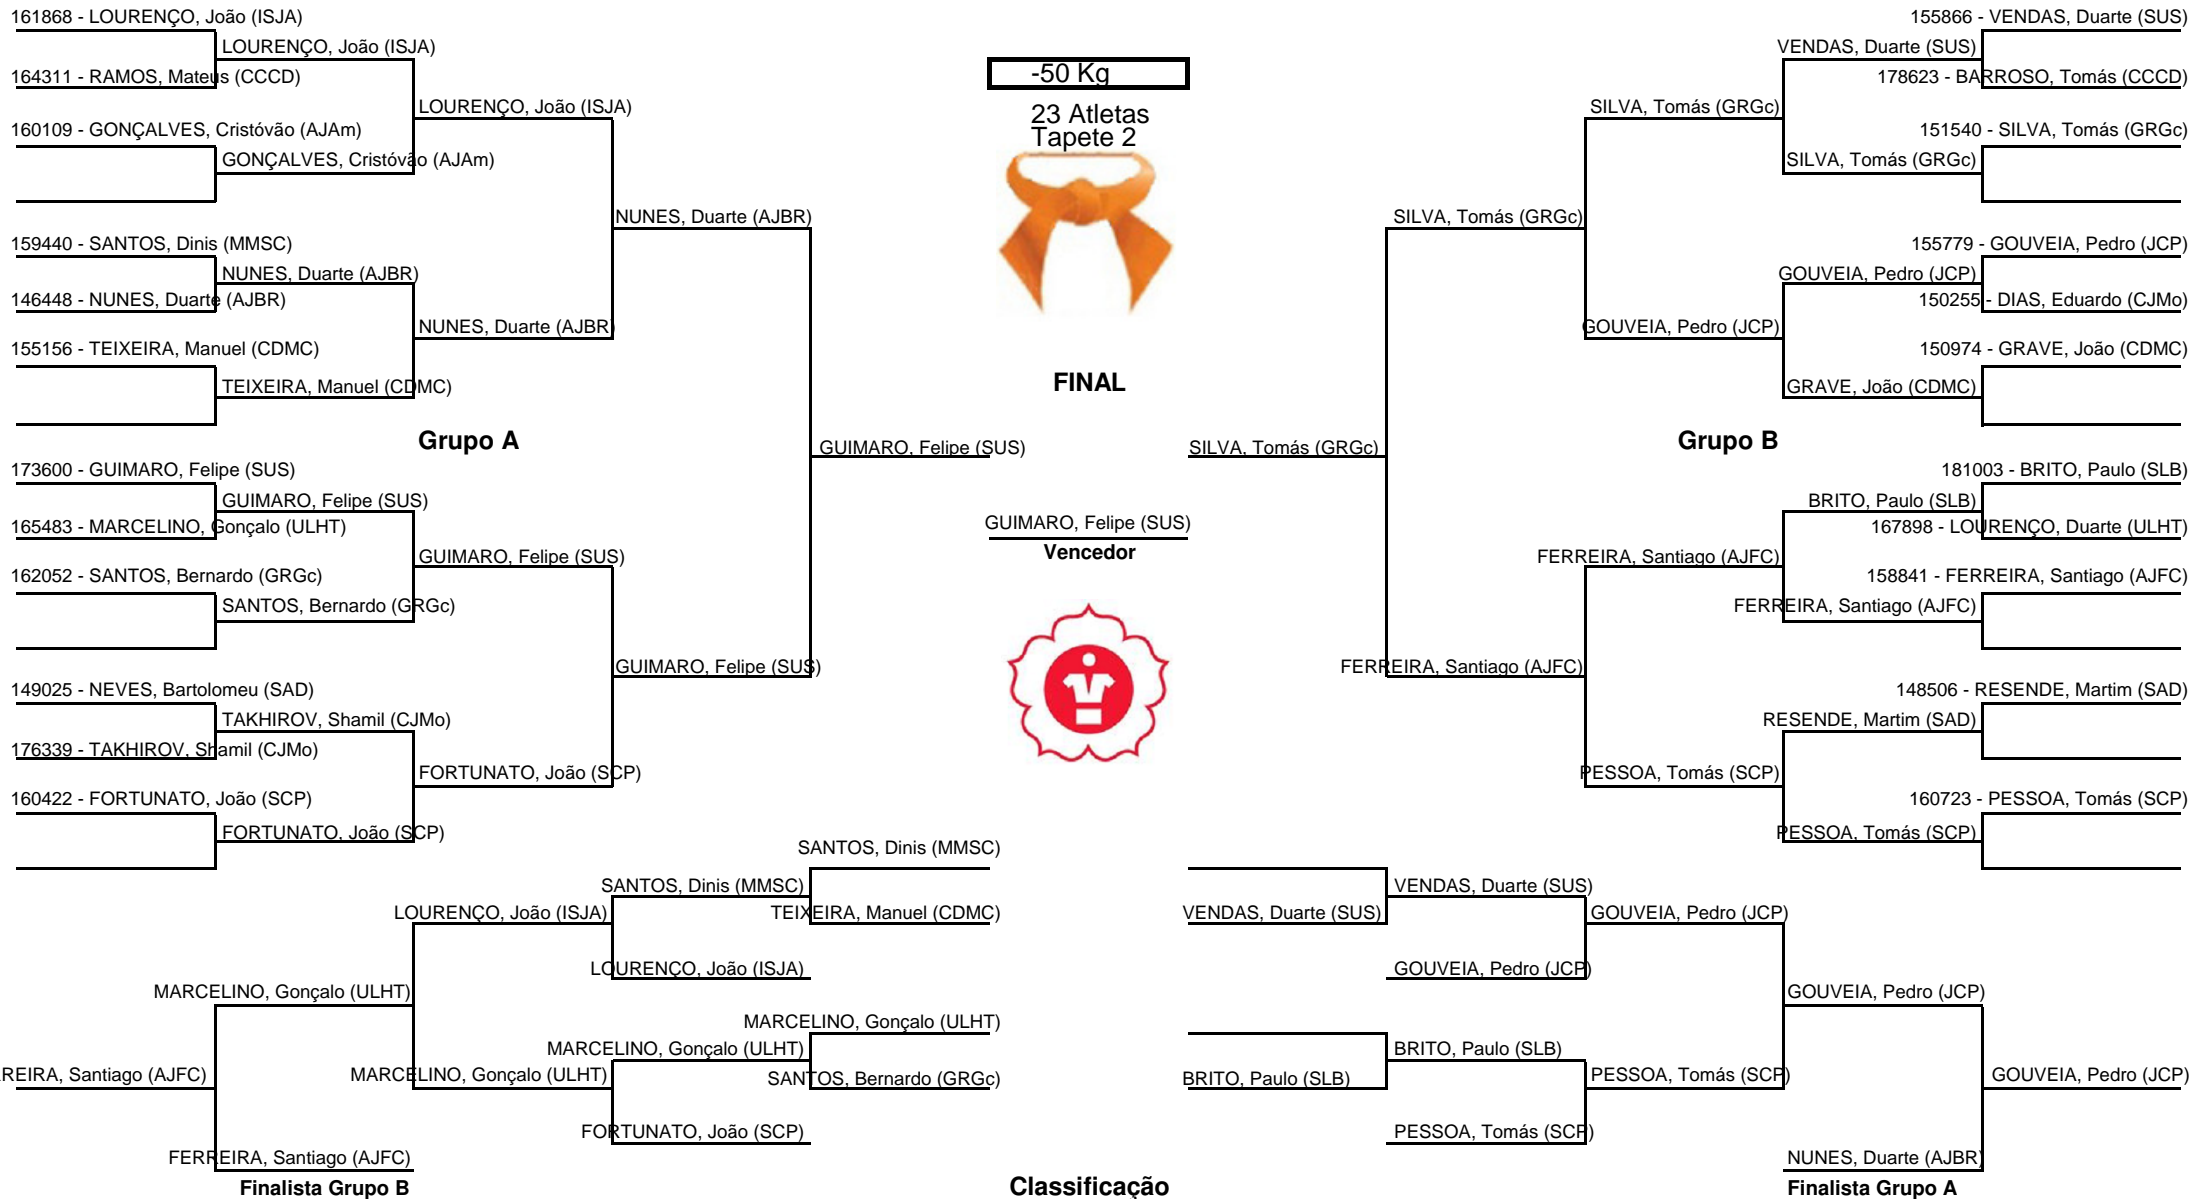 161868 - LOURENÇO, João (ISJA)
LOURENÇO, João (ISJA)
164311 - RAMOS, Mateus (CCCD)
LOURENÇO, João (ISJA)
160109 - GONÇALVES, Cristóvão (AJAm)
GONÇALVES, Cristóvão (AJAm)
NUNES, Duarte (AJBR)
159440 - SANTOS, Dinis (MMSC)
NUNES, Duarte (AJBR)
146448 - NUNES, Duarte (AJBR)
NUNES, Duarte (AJBR)
155156 - TEIXEIRA, Manuel (CDMC)
TEIXEIRA, Manuel (CDMC)
Grupo A
GUIMARO, Felipe (SUS)
173600 - GUIMARO, Felipe (SUS)
GUIMARO, Felipe (SUS)
165483 - MARCELINO, Gonçalo (ULHT)
GUIMARO, Felipe (SUS)
162052 - SANTOS, Bernardo (GRGc)
SANTOS, Bernardo (GRGc)
GUIMARO, Felipe (SUS)
149025 - NEVES, Bartolomeu (SAD)
TAKHIROV, Shamil (CJMo)
176339 - TAKHIROV, Shamil (CJMo)
FORTUNATO, João (SCP)
160422 - FORTUNATO, João (SCP)
FORTUNATO, João (SCP)
-50 Kg
23 Atletas
Tapete 2
FINAL
GUIMARO, Felipe (SUS)
Vencedor
155866 - VENDAS, Duarte (SUS)
VENDAS, Duarte (SUS)
178623 - BARROSO, Tomás (CCCD)
SILVA, Tomás (GRGc)
151540 - SILVA, Tomás (GRGc)
SILVA, Tomás (GRGc)
SILVA, Tomás (GRGc)
155779 - GOUVEIA, Pedro (JCP)
GOUVEIA, Pedro (JCP)
150255 - DIAS, Eduardo (CJMo)
GOUVEIA, Pedro (JCP)
150974 - GRAVE, João (CDMC)
GRAVE, João (CDMC)
Grupo B
SILVA, Tomás (GRGc)
181003 - BRITO, Paulo (SLB)
BRITO, Paulo (SLB)
167898 - LOURENÇO, Duarte (ULHT)
FERREIRA, Santiago (AJFC)
158841 - FERREIRA, Santiago (AJFC)
FERREIRA, Santiago (AJFC)
FERREIRA, Santiago (AJFC)
148506 - RESENDE, Martim (SAD)
RESENDE, Martim (SAD)
PESSOA, Tomás (SCP)
160723 - PESSOA, Tomás (SCP)
PESSOA, Tomás (SCP)
SANTOS, Dinis (MMSC)
SANTOS, Dinis (MMSC)
TEIXEIRA, Manuel (CDMC)
LOURENÇO, João (ISJA)
LOURENÇO, João (ISJA)
MARCELINO, Gonçalo (ULHT)
MARCELINO, Gonçalo (ULHT)
MARCELINO, Gonçalo (ULHT)
SANTOS, Bernardo (GRGc)
MARCELINO, Gonçalo (ULHT)
REIRA, Santiago (AJFC)
FORTUNATO, João (SCP)
FERREIRA, Santiago (AJFC)
Finalista Grupo B
VENDAS, Duarte (SUS)
VENDAS, Duarte (SUS)
GOUVEIA, Pedro (JCP)
GOUVEIA, Pedro (JCP)
GOUVEIA, Pedro (JCP)
BRITO, Paulo (SLB)
BRITO, Paulo (SLB)
PESSOA, Tomás (SCP)
GOUVEIA, Pedro (JCP)
PESSOA, Tomás (SCP)
NUNES, Duarte (AJBR)
Finalista Grupo A
Classificação